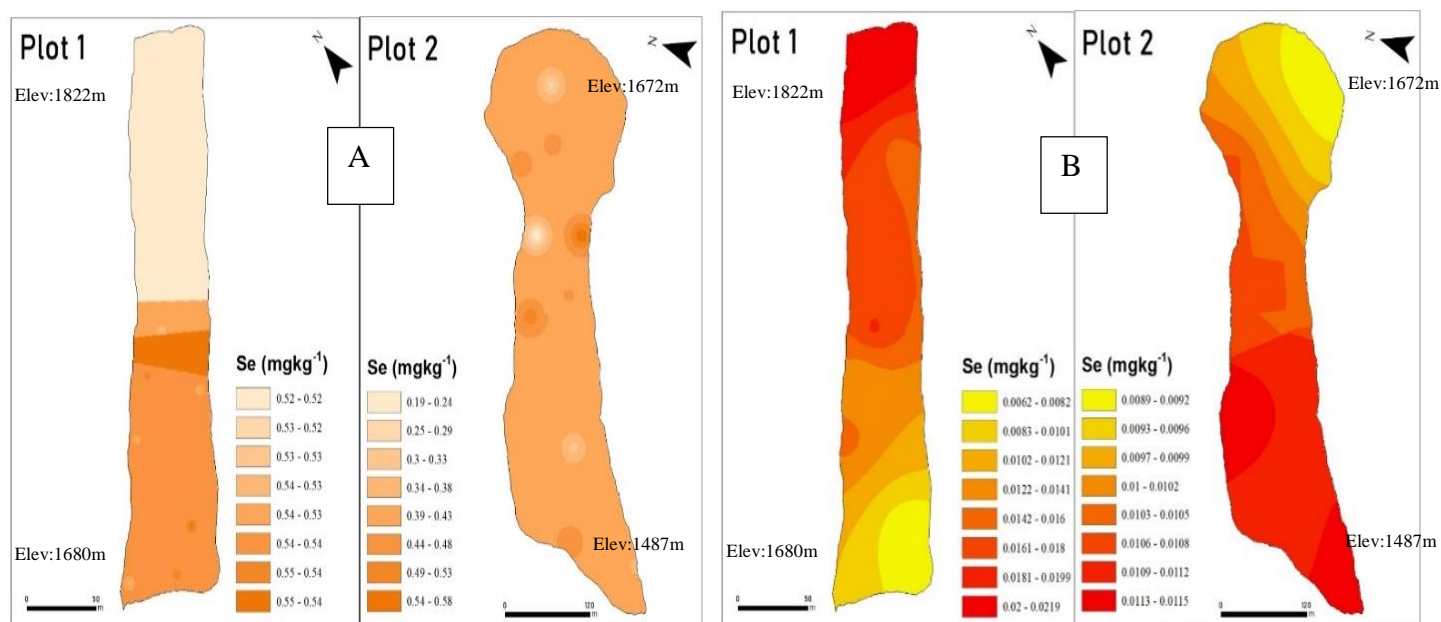 Plot 1
N
Elev:1822m
A
Elev:1680m
Se (mgkg-1)
0.52 - 0.52
0.53 - 0.52
0.53 - 0.53
0.54 - 0.53
0.54 - 0.53
0.54 - 0.54
0.55 - 0.54
0.55 - 0.54
0 50
m
Plot 2
N
Elev:1672m
Se (mgkg-1)
0.19 - 0.24
0.25 - 0.29
0.3 - 0.33
0.34 - 0.38
0.39 - 0.43
0.44 - 0.48
0.49 - 0.53
0.54 - 0.58
Elev:1487m
0 120
m
Plot 1
N
Elev:1822m
B
Elev:1680m
Se (mgkg-1)
0.0062 - 0.0082
0.0083 - 0.0101
0.0102 - 0.0121
0.0122 - 0.0141
0.0142 - 0.016
0.0161 - 0.018
0.0181 - 0.0199
0.02 - 0.0219
0 50
m
Plot 2
N
Elev:1672m
Se (mgkg-1)
0.0089 - 0.0092
0.0093 - 0.0096
0.0097 - 0.0099
0.01 - 0.0102
0.0103 - 0.0105
0.0106 - 0.0108
0.0109 - 0.0112
0.0113 - 0.0115
Elev:1487m
0 120
m